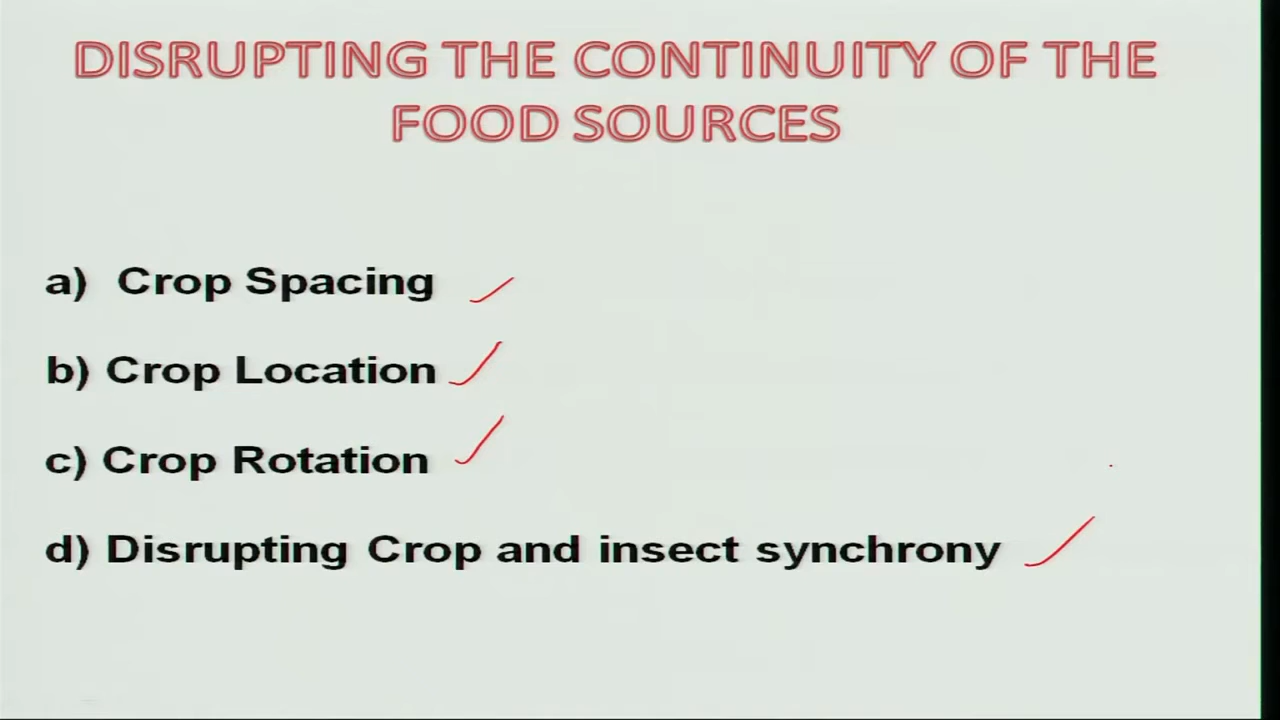 DISRUPTING THE CONTINUITY OF THE
FOOD SOURCES
a) Crop Spacing
b) Crop Location
c) Crop Rotation
d) Disrupting Crop and insect synchrony